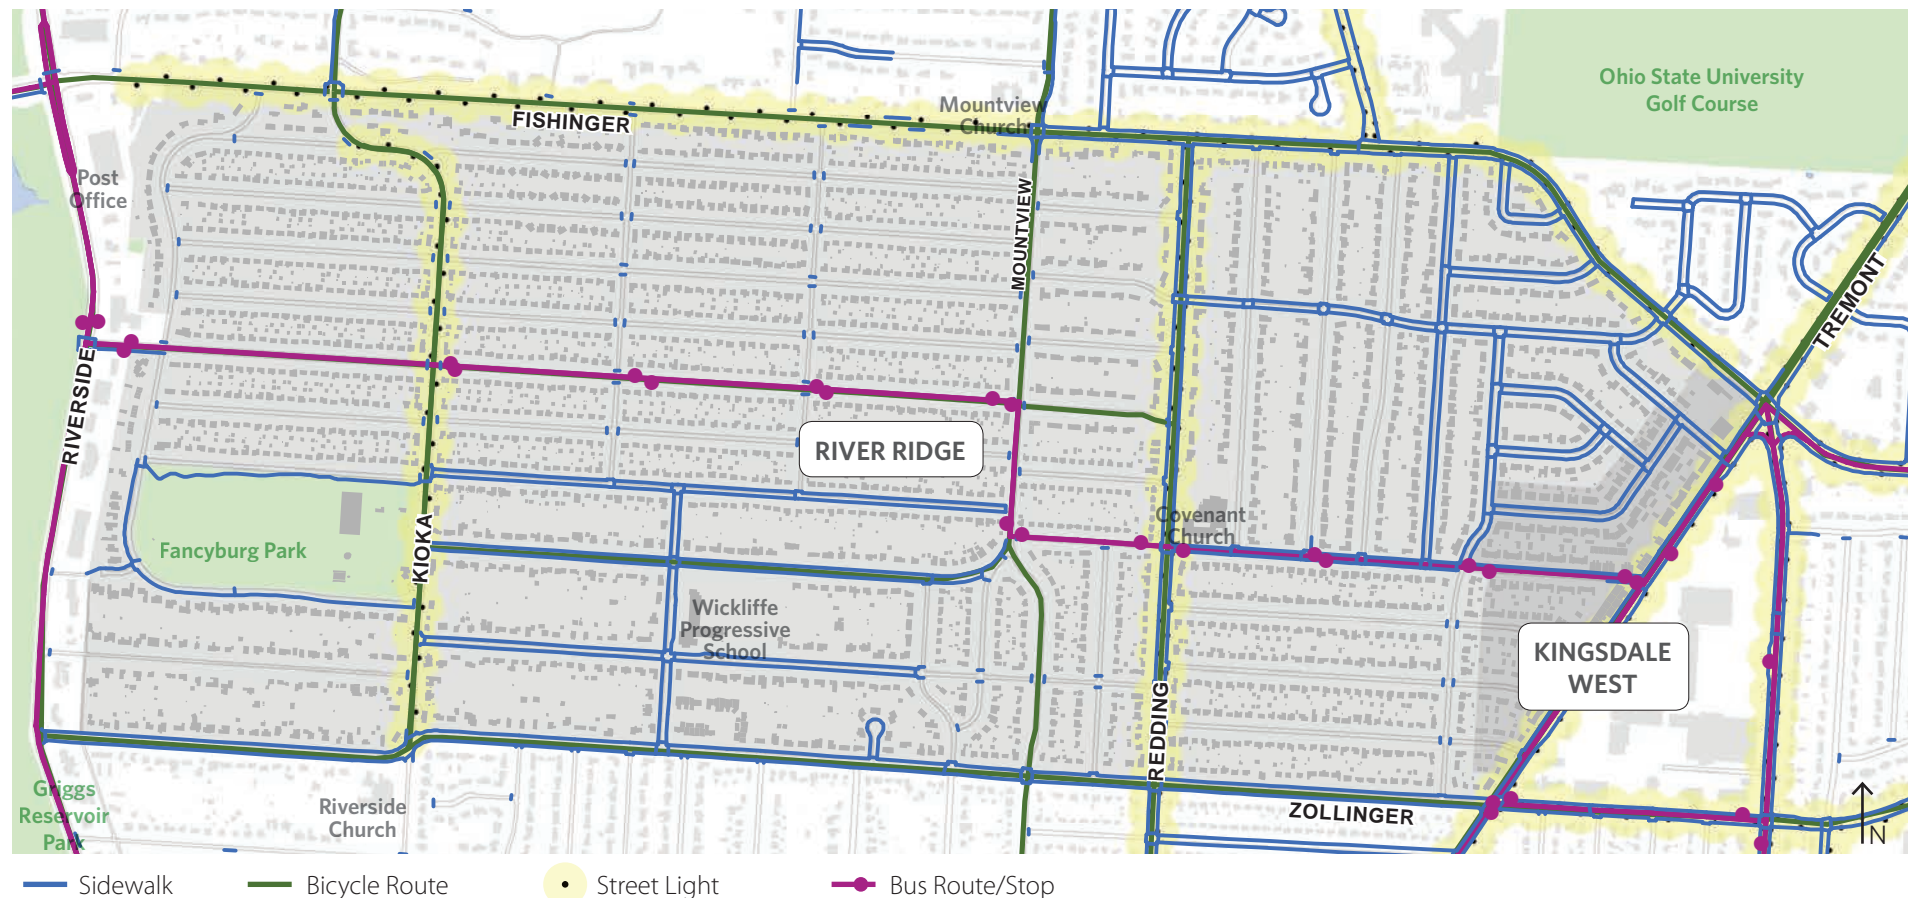 Ohio State University
Golf Course
Mountview
Church
FISHINGER
Post
Office
MOUNTVIEW
TREMONT
RIVERSIDE
RIVER RIDGE
Covenant
Church
KIOKA
Fancyburg Park
Wickliffe
Progressive
School
KINGSDALE
WEST
REDDING
Griggs
Reservoir
Park
Riverside
Church
ZOLLINGER
N
Sidewalk
Bicycle Route
Street Light
Bus Route/Stop